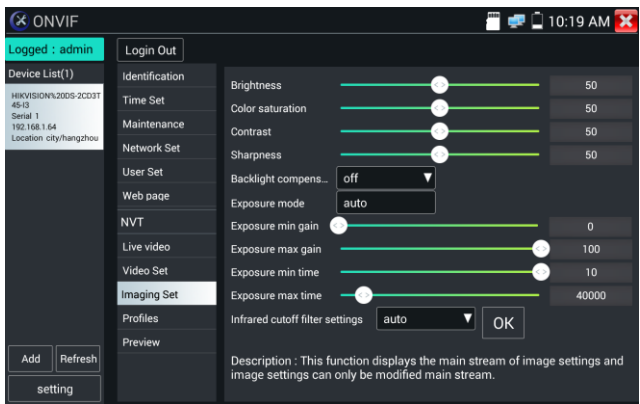 ONVIF
10:19 AM
Logged : admin
Login Out
Device List(1)
HIKVISION%20DS-2CD3T
45-I3
Serial 1
192.168.1.64
Location city/hangzhou
Add
Refresh
setting
Identification
Time Set
Maintenance
Network Set
User Set
Web page
NVT
Live video
Video Set
Imaging Set
Profiles
Preview
Brightness 50
Color saturation 50
Contrast 50
Sharpness 50
Backlight compens... off
Exposure mode auto
Exposure min gain 0
Exposure max gain 100
Exposure min time 10
Exposure max time 40000
Infrared cutoff filter settings auto OK
Description : This function displays the main stream of image settings and
image settings can only be modified main stream.